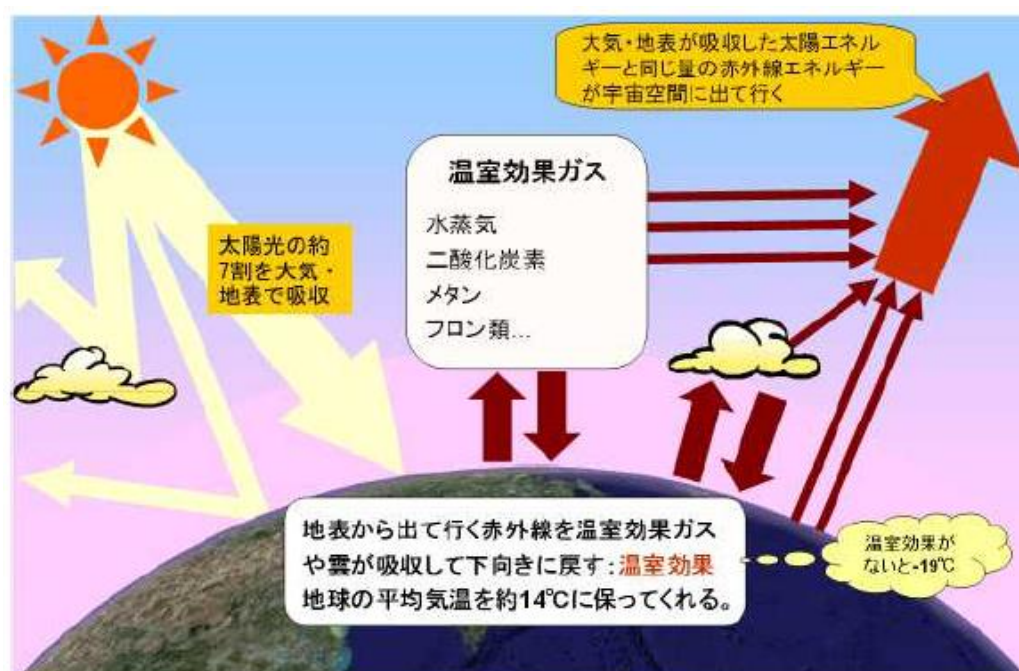 大気・地表が吸収した太陽エネル
ギーと同じ量の赤外線エネルギー
が宇宙空間に出て行く
温室効果ガス
水蒸気
二酸化炭素
メタン
フロン類…
太陽光の約
7割を大気・
地表で吸収
地表から出て行く赤外線を温室効果ガス
や雲が吸収して下向きに戻す：温室効果
地球の平均気温を約14℃に保ってくれる。
温室効果が
ないと-19℃